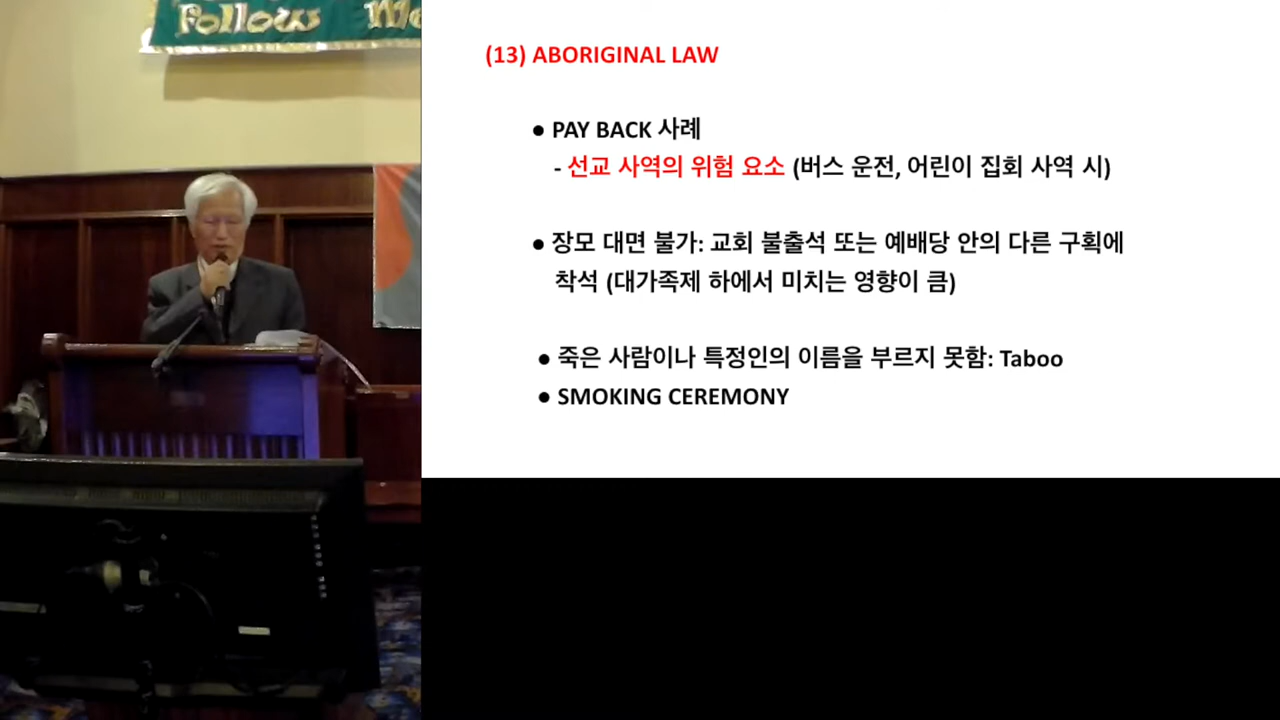 Follow Me
(13) ABORIGINAL LAW
● PAY BACK 사례
- 선교 사역의 위험 요소 (버스 운전, 어린이 집회 사역 시)
● 장모 대면 불가: 교회 불출석 또는 예배당 안의 다른 구획에
착석 (대가족제 하에서 미치는 영향이 큼)
● 죽은 사람이나 특정인의 이름을 부르지 못함: Taboo
● SMOKING CEREMONY